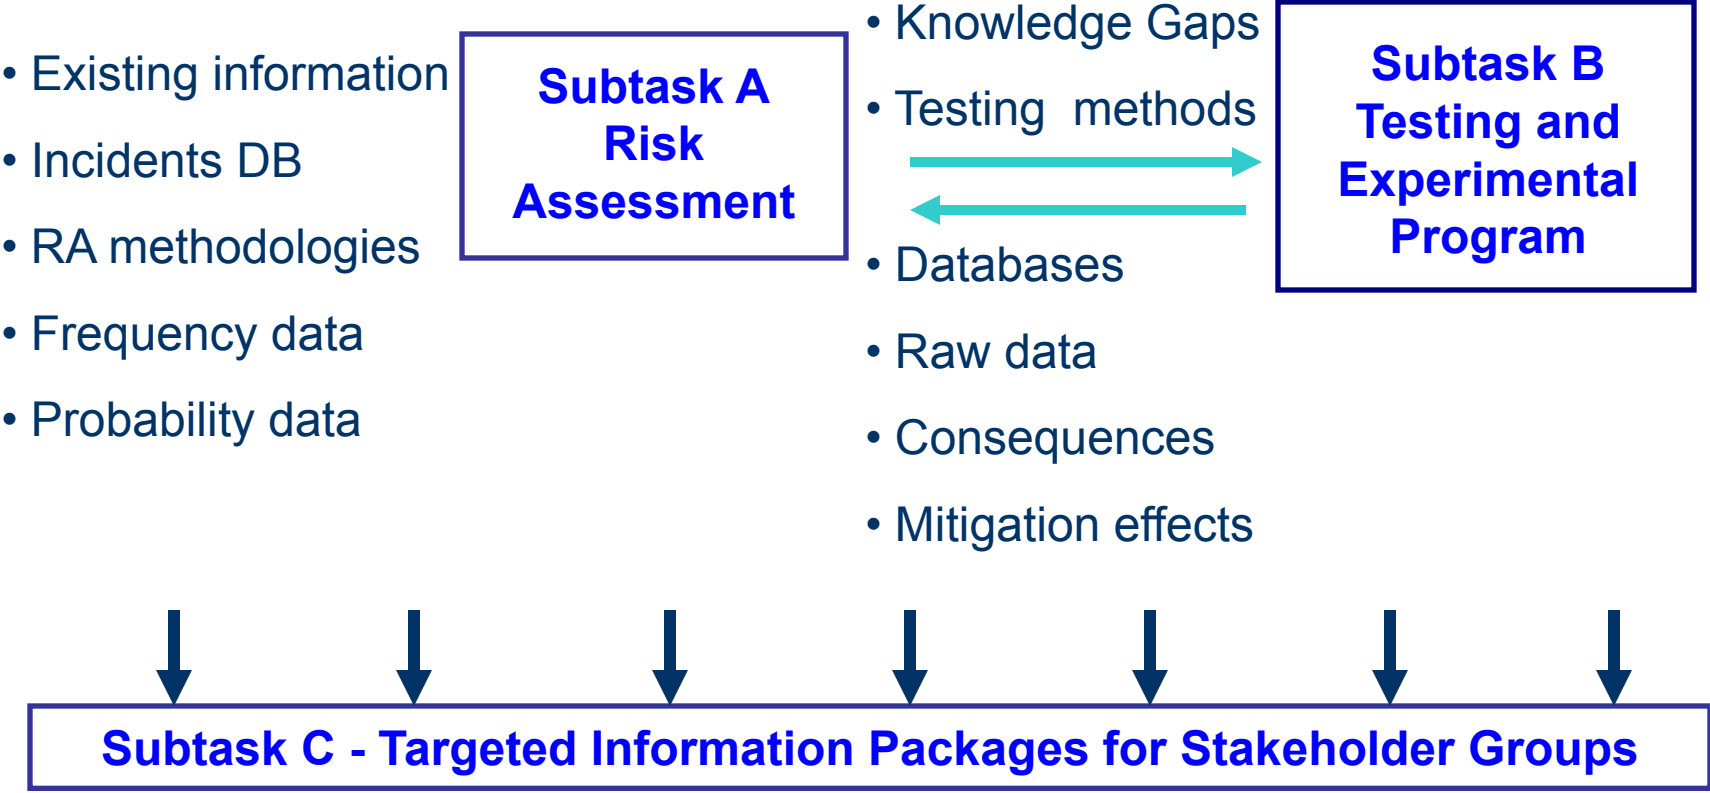 • Existing information
• Incidents DB
• RA methodologies
• Frequency data
• Probability data
Subtask A
Risk
Assessment
• Knowledge Gaps
• Testing methods
• Databases
• Raw data
• Consequences
• Mitigation effects
Subtask B
Testing and
Experimental
Program
Subtask C - Targeted Information Packages for Stakeholder Groups